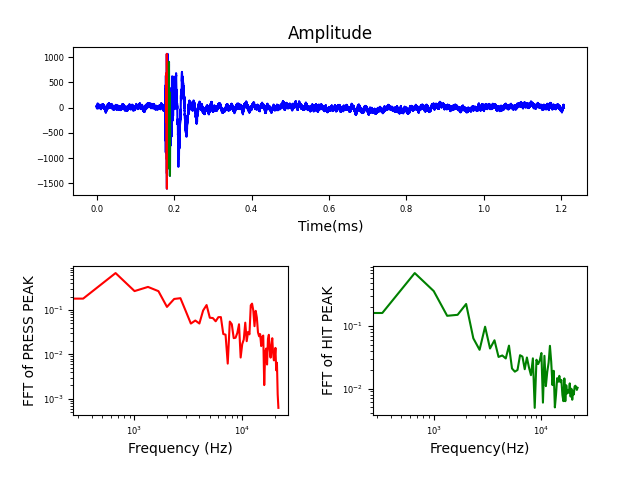 Amplitude
1000
500
0
−500
−1000
−1500
0.0 0.2 0.4 0.6 0.8 1.0 1.2
Time(ms)
FFT of PRESS PEAK
10⁻¹
10⁻²
10⁻³
10³ 10⁴
Frequency (Hz)
FFT of HIT PEAK
10⁻¹
10⁻²
10³ 10⁴
Frequency(Hz)